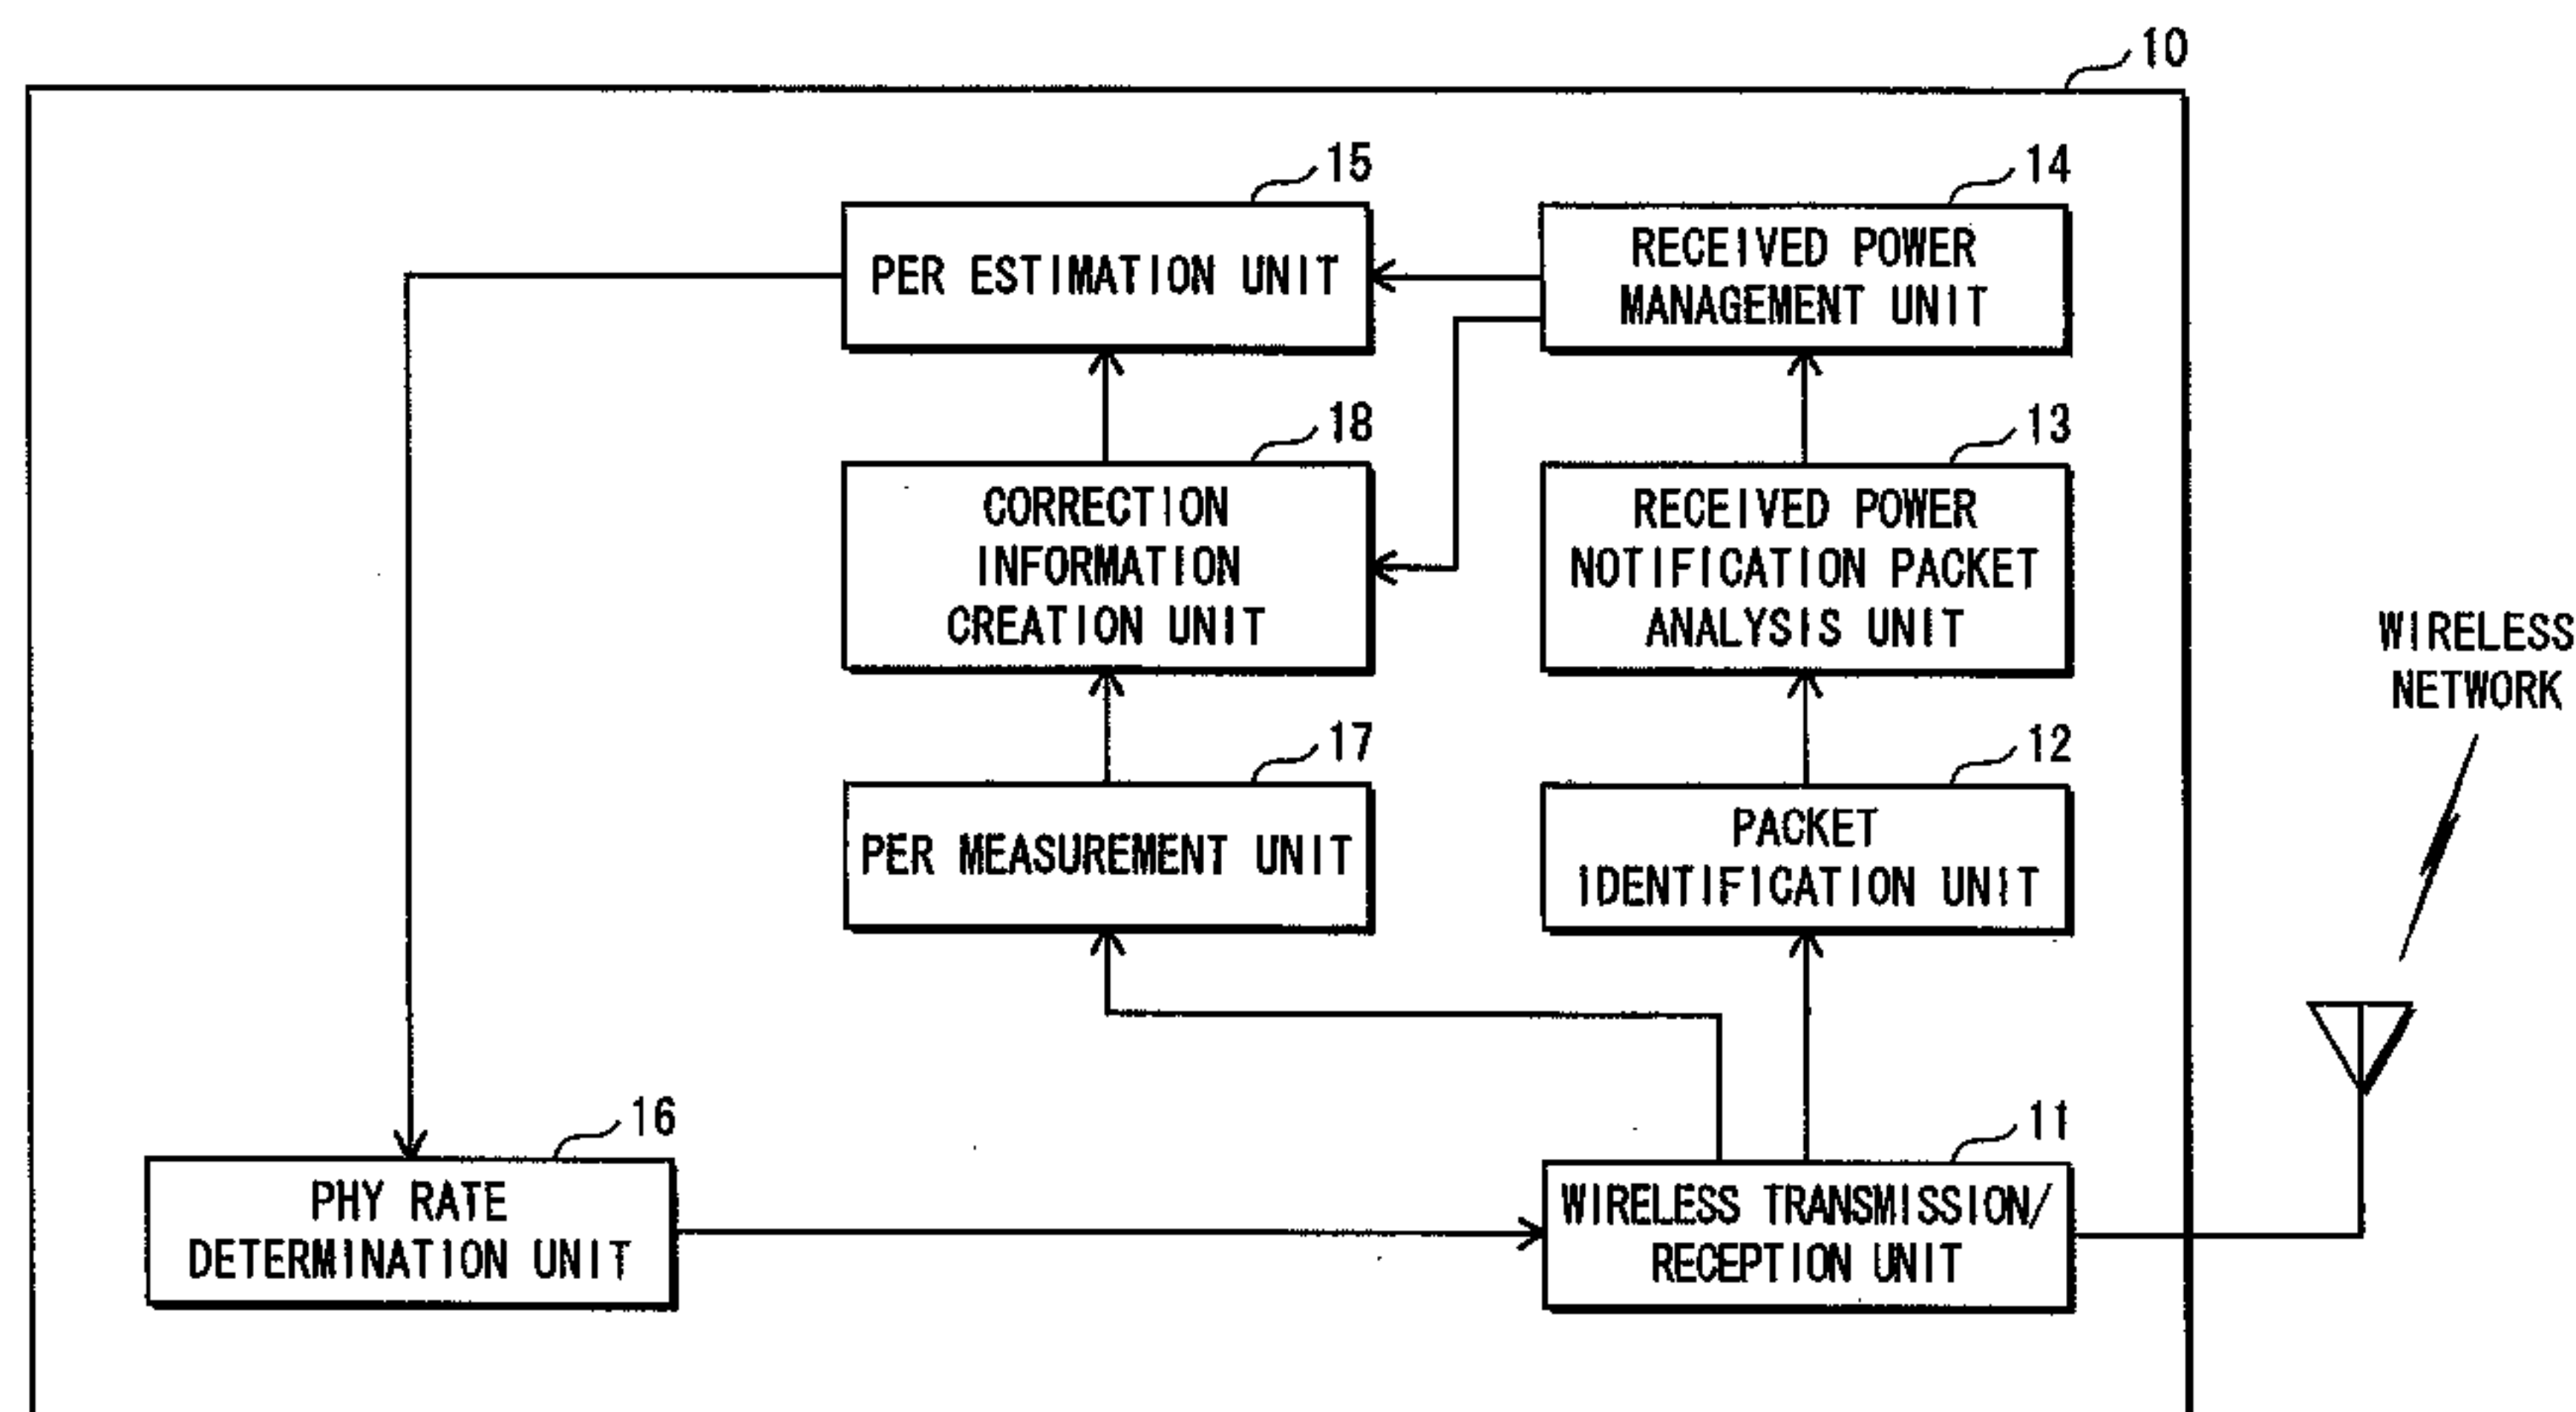 10
15
PER ESTIMATION UNIT
14
RECEIVED POWER
MANAGEMENT UNIT
18
CORRECTION
INFORMATION
CREATION UNIT
13
RECEIVED POWER
NOTIFICATION PACKET
ANALYSIS UNIT
WIRELESS
NETWORK
17
PER MEASUREMENT UNIT
12
PACKET
IDENTIFICATION UNIT
16
PHY RATE
DETERMINATION UNIT
11
WIRELESS TRANSMISSION/
RECEPTION UNIT